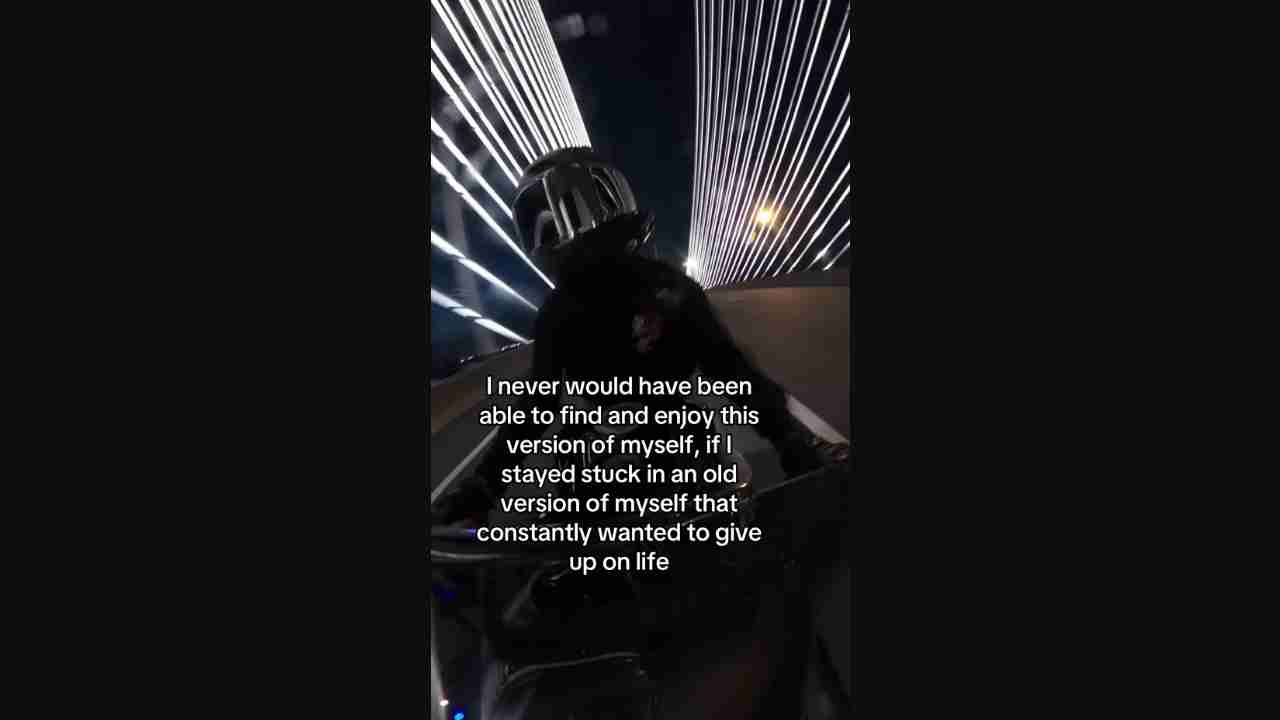 I never would have been
able to find and enjoy this
version of myself, if I
stayed stuck in an old
version of myself that
constantly wanted to give
up on life